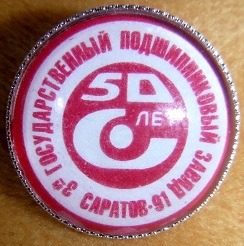 3й ГОСУДАРСТВЕННЫЙ ПОДШИПНИКОВЫЙ ЗАВОД
50
ЛЕТ
САРАТОВ-91